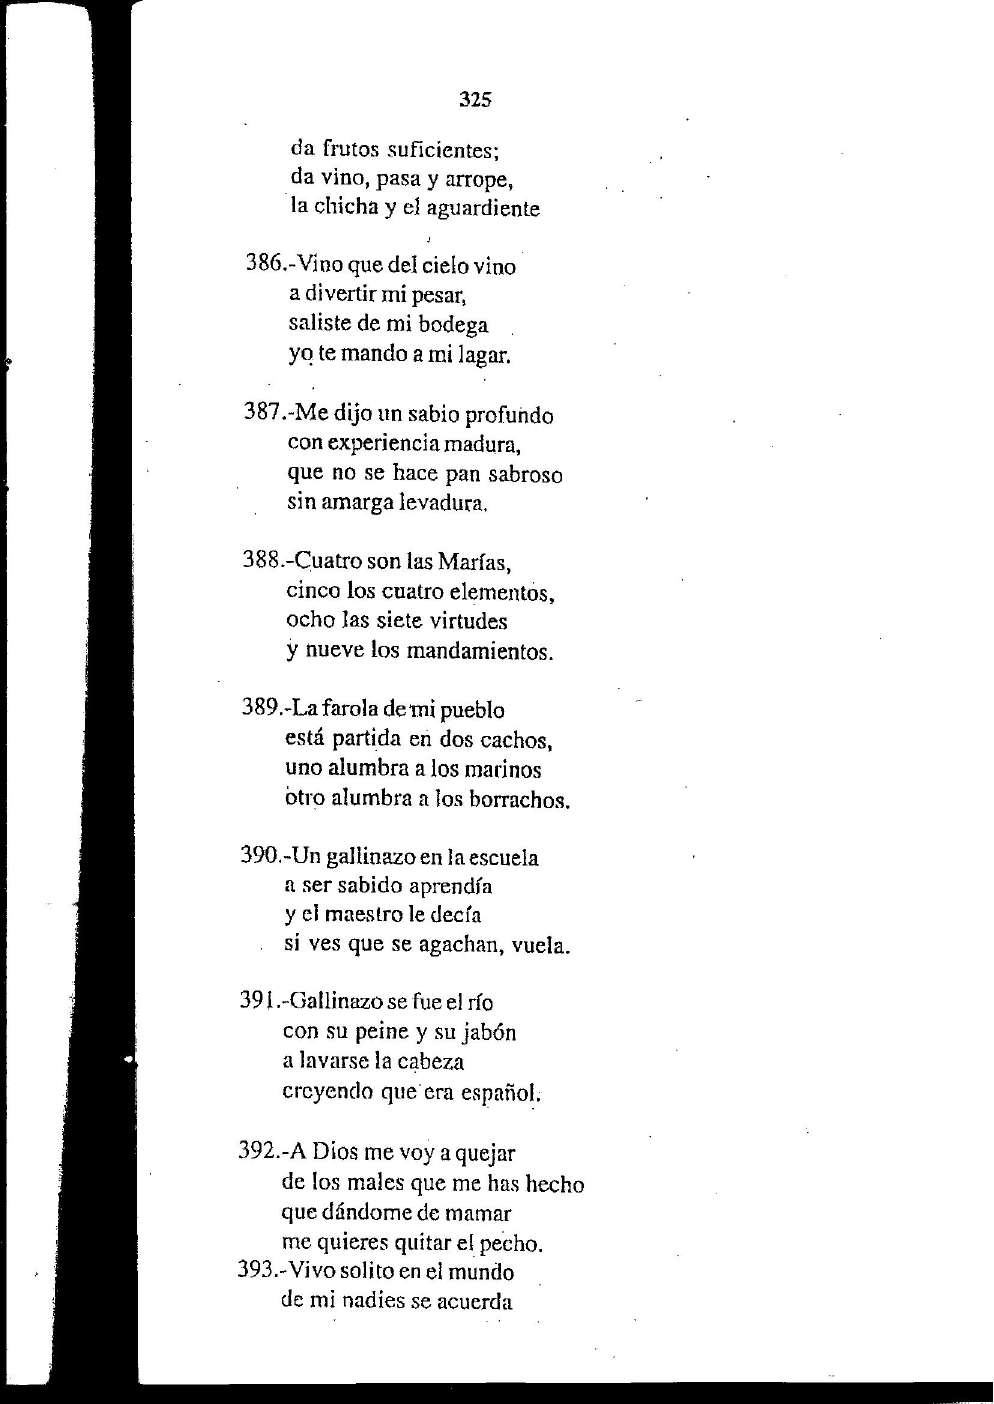 325
da frutos suficientes;
da vino, pasa y arrope,
la chicha y el aguardiente
386.-Vino que del cielo vino
a divertir mi pesar,
saliste de mi bodega
yo te mando a mi lagar.
387.-Me dijo un sabio profundo
con experiencia madura,
que no se hace pan sabroso
sin amarga levadura.
388.-Cuatro son las Marías,
cinco los cuatro elementos,
ocho las siete virtudes
y nueve los mandamientos.
389.-La farola de mi pueblo
está partida en dos cachos,
uno alumbra a los marinos
otro alumbra a los borrachos.
390.-Un gallinazo en la escuela
a ser sabido aprendía
y el maestro le decía
si ves que se agachan, vuela.
391.-Gallinazo se fue el río
con su peine y su jabón
a lavarse la cabeza
creyendo que era español.
392.-A Dios me voy a quejar
de los males que me has hecho
que dándome de mamar
me quieres quitar el pecho.
393.-Vivo solito en el mundo
de mi nadies se acuerda